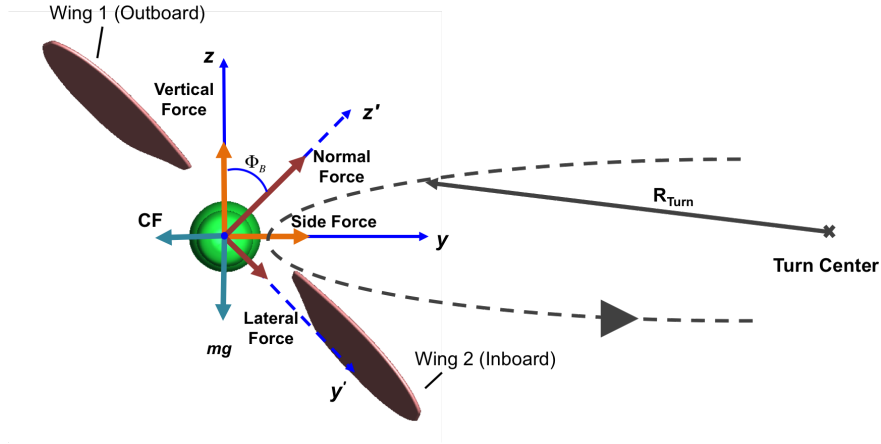 Wing 1 (Outboard)
z
Vertical
Force
z'
Φ_B
Normal
Force
R_Turn
CF
Side Force
y
Turn Center
Lateral
Force
mg
Wing 2 (Inboard)
y'